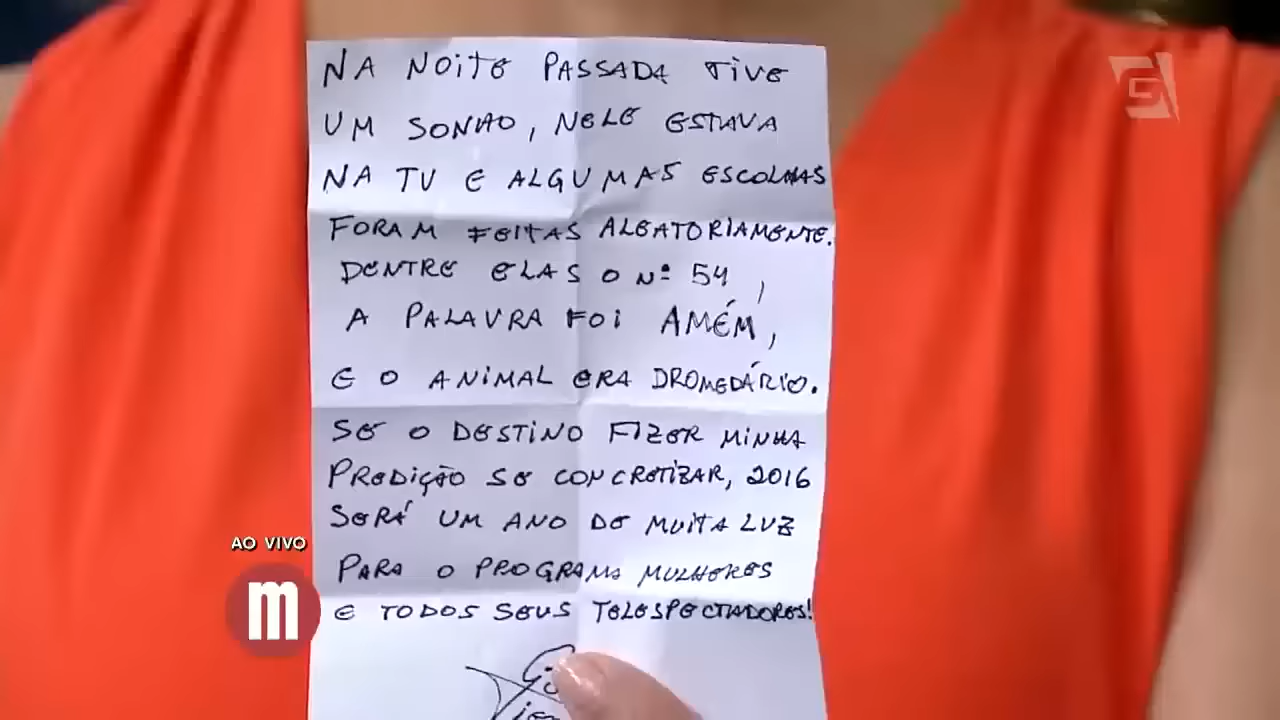 NA NOITE PASSADA TIVE
UM SONHO, NELE ESTAVA
NA TV E ALGUMAS ESCOLHAS
FORAM FEITAS ALEATORIAMENTE.
DENTRE ELAS O Nº 54,
A PALAVRA FOI AMÉM,
E O ANIMAL ERA DROMEDÁRIO.
SE O DESTINO FIZER MINHA
PREDIÇÃO SE CONCRETIZAR, 2016
SERÁ UM ANO DE MUITA LUZ
PARA O PROGRAMA MULHERES
E TODOS SEUS TELESPECTADORES!
AO VIVO
m
G